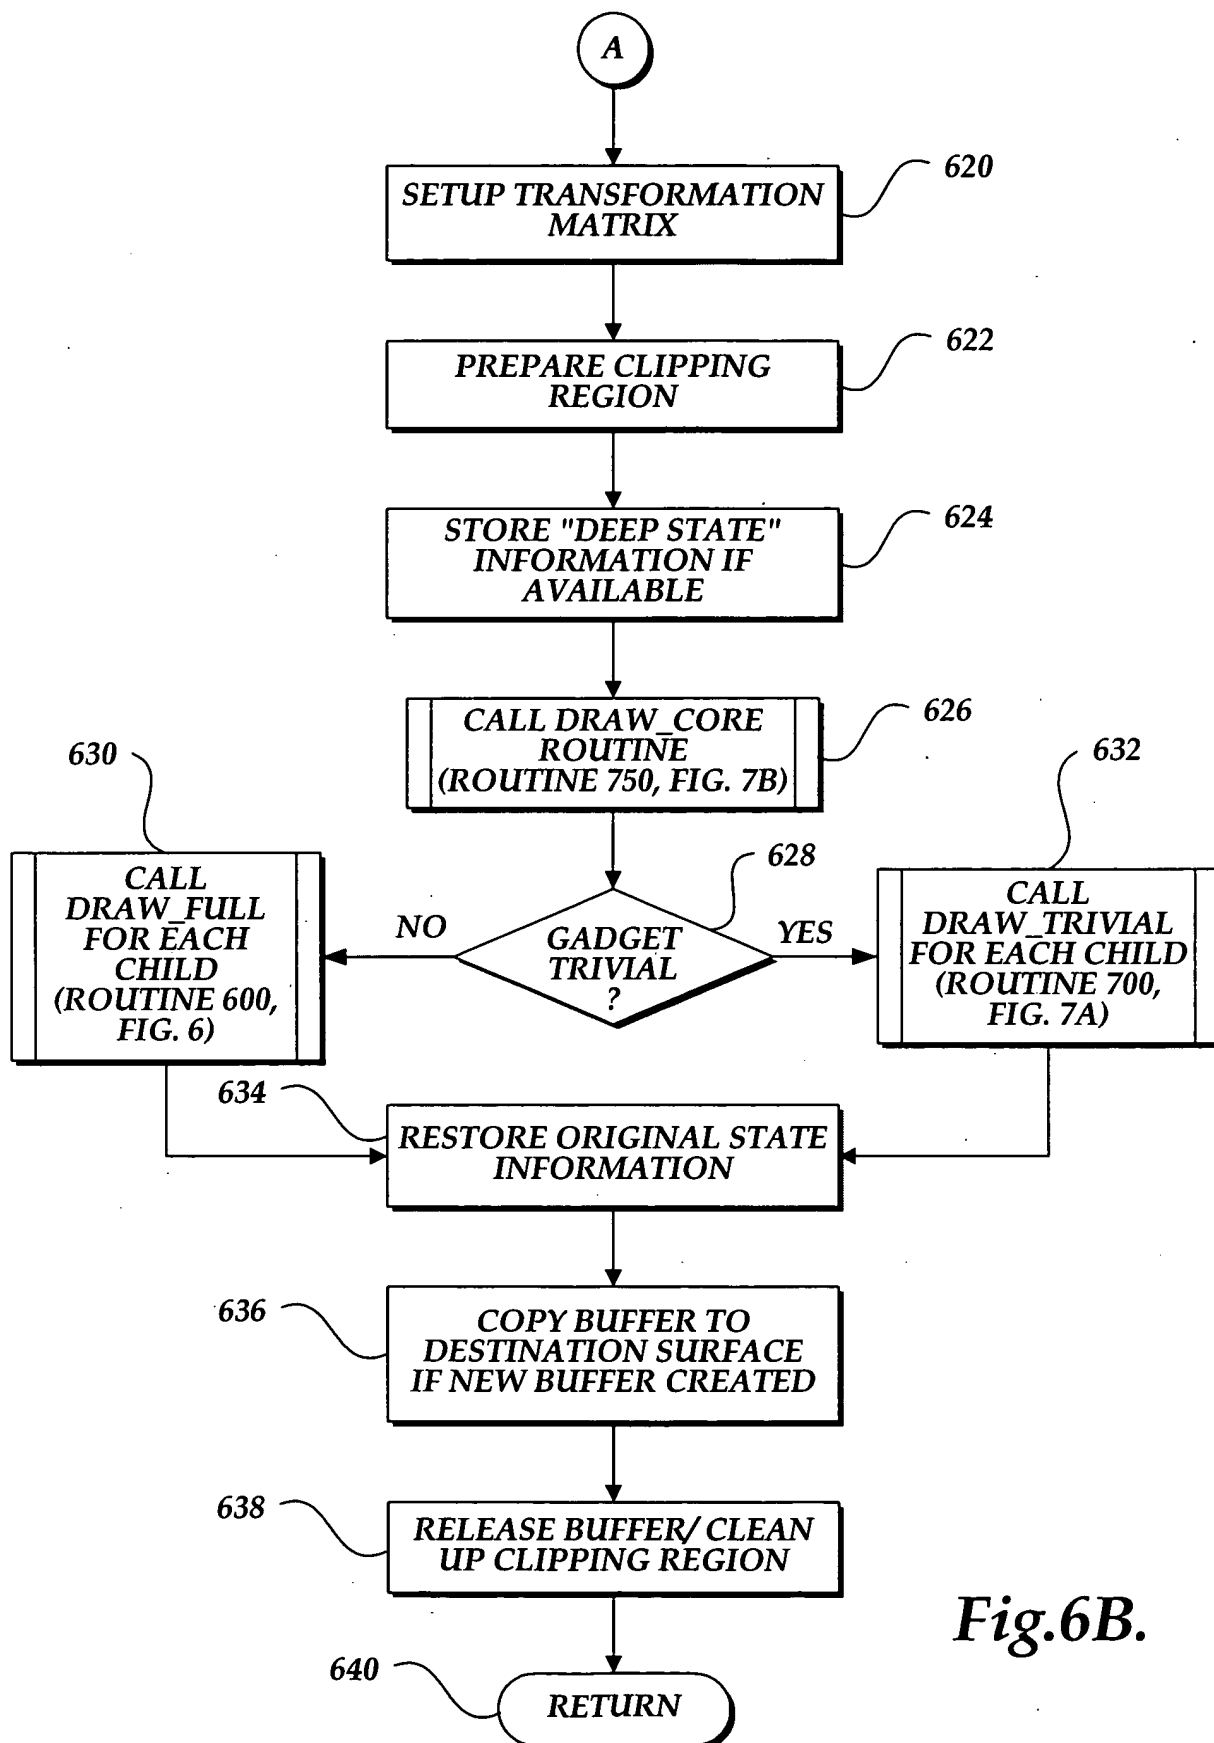 A
SETUP TRANSFORMATION
MATRIX
620
PREPARE CLIPPING
REGION
622
STORE "DEEP STATE"
INFORMATION IF
AVAILABLE
624
CALL DRAW_CORE
ROUTINE
(ROUTINE 750, FIG. 7B)
626
630
632
628
CALL
DRAW_FULL
FOR EACH
CHILD
(ROUTINE 600,
FIG. 6)
NO
GADGET
TRIVIAL
?
YES
CALL
DRAW_TRIVIAL
FOR EACH CHILD
(ROUTINE 700,
FIG. 7A)
634
RESTORE ORIGINAL STATE
INFORMATION
636
COPY BUFFER TO
DESTINATION SURFACE
IF NEW BUFFER CREATED
638
RELEASE BUFFER/ CLEAN
UP CLIPPING REGION
640
RETURN
Fig.6B.